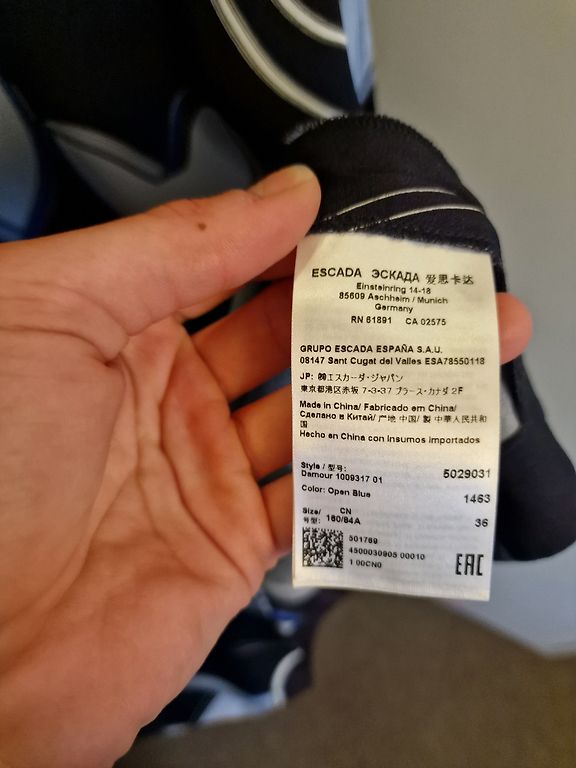 ESCADA ЭСКАДА 爱思卡达
Einsteinring 14-18
85609 Aschheim / Munich
Germany
RN 61891 CA 02575
GRUPO ESCADA ESPAÑA S.A.U.
08147 Sant Cugat del Valles ESA78550118
JP: ㈱エスカーダ・ジャパン
東京都港区赤坂 7-3-37 プラース・カナダ 2F
Made in China/ Fabricado em China/
Сделано в Китай/ 产地 中国/ 製 中華人民共和
国
Hecho en China con Insumos importados
Style / 型号: 5029031
Damour 1009317 01
Color: Open Blue 1463
Size/ CN
号型: 160/84A 36
501769
4500030905 00010
1 00CN0
EAC